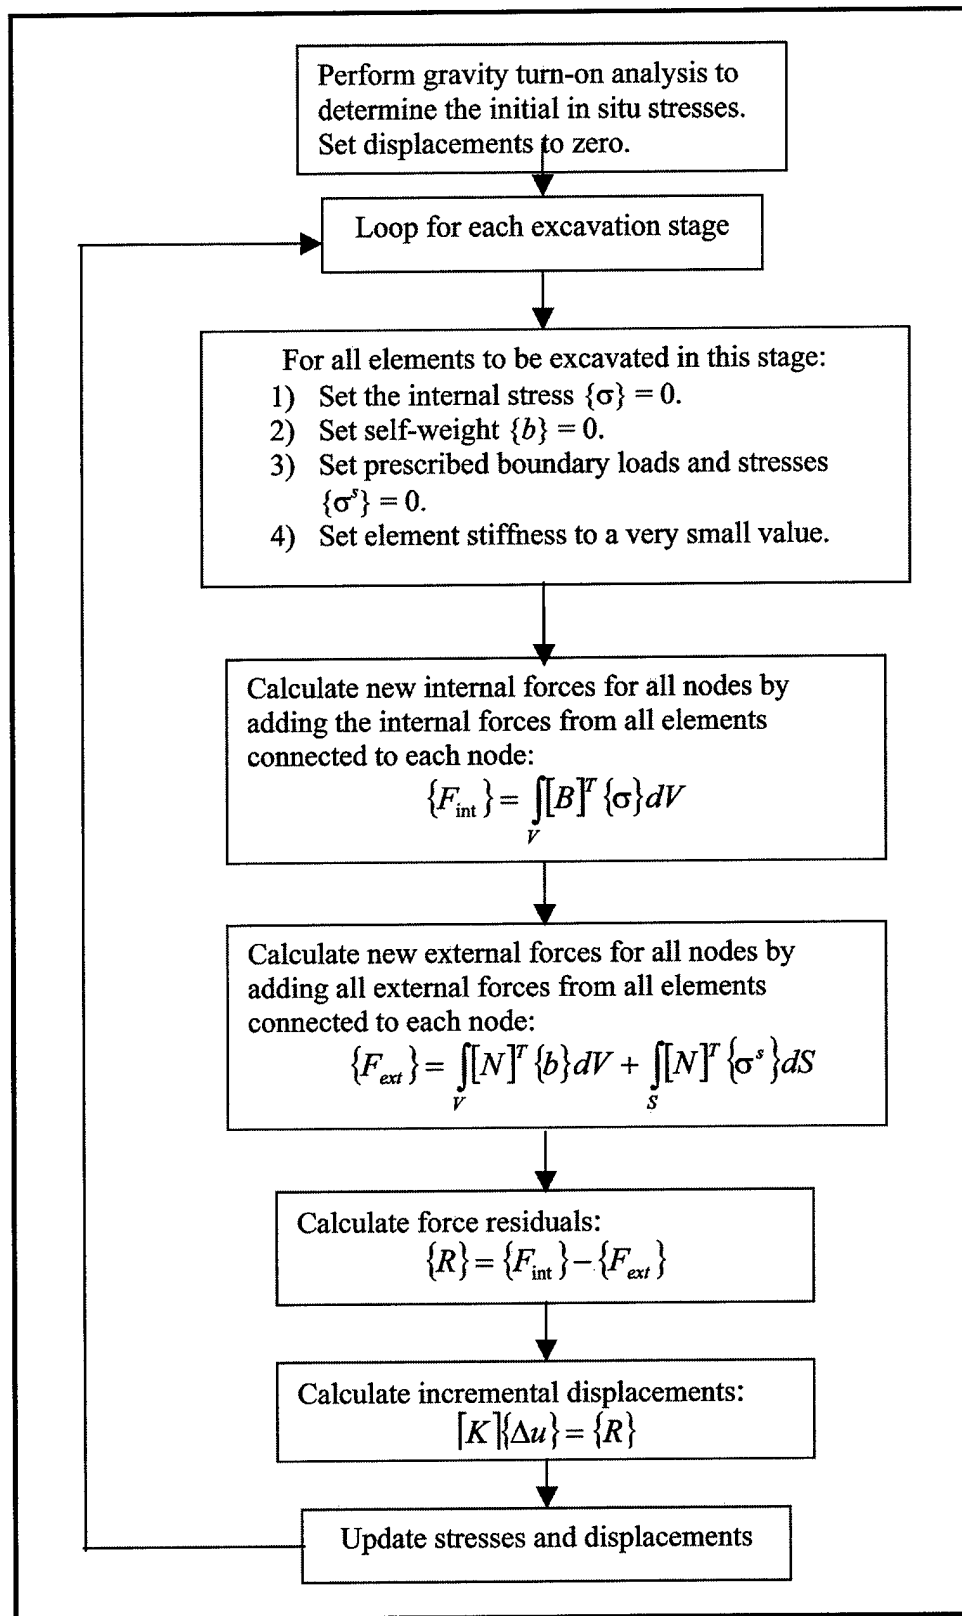 Perform gravity turn-on analysis to
determine the initial in situ stresses.
Set displacements to zero.
Loop for each excavation stage
For all elements to be excavated in this stage:
1) Set the internal stress {σ} = 0.
2) Set self-weight {b} = 0.
3) Set prescribed boundary loads and stresses
{σˢ} = 0.
4) Set element stiffness to a very small value.
Calculate new internal forces for all nodes by
adding the internal forces from all elements
connected to each node:
{F_int} = ∫_V [B]^T {σ} dV
Calculate new external forces for all nodes by
adding all external forces from all elements
connected to each node:
{F_ext} = ∫_V [N]^T {b} dV + ∫_S [N]^T {σ^s} dS
Calculate force residuals:
{R} = {F_int} − {F_ext}
Calculate incremental displacements:
[K]{Δu} = {R}
Update stresses and displacements